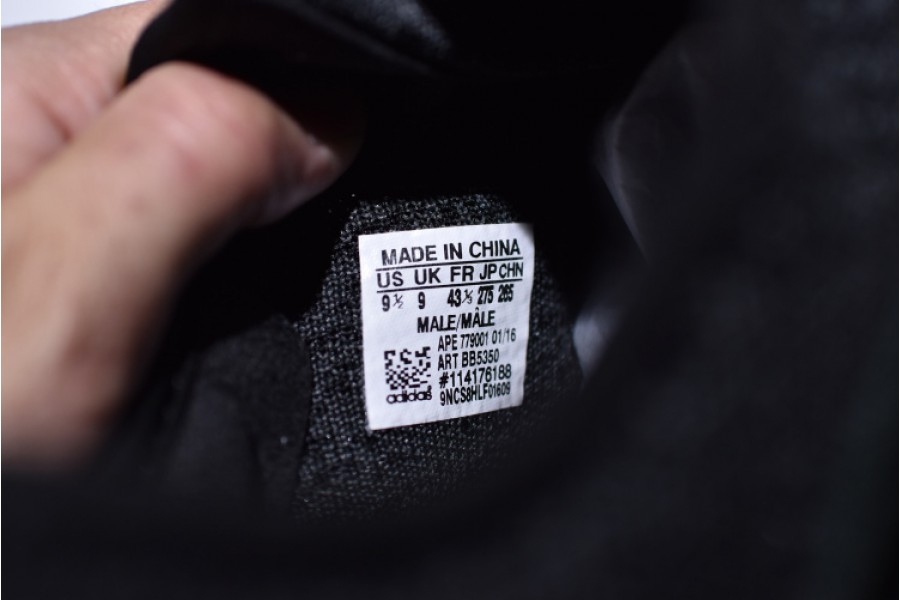 MADE IN CHINA
US UK FR JP CHN
9½ 9 43⅓ 275 265
MALE/MÂLE
APE 779001 01/16
ART BB5350
#114176188
adidas 9NCS8HLF01609